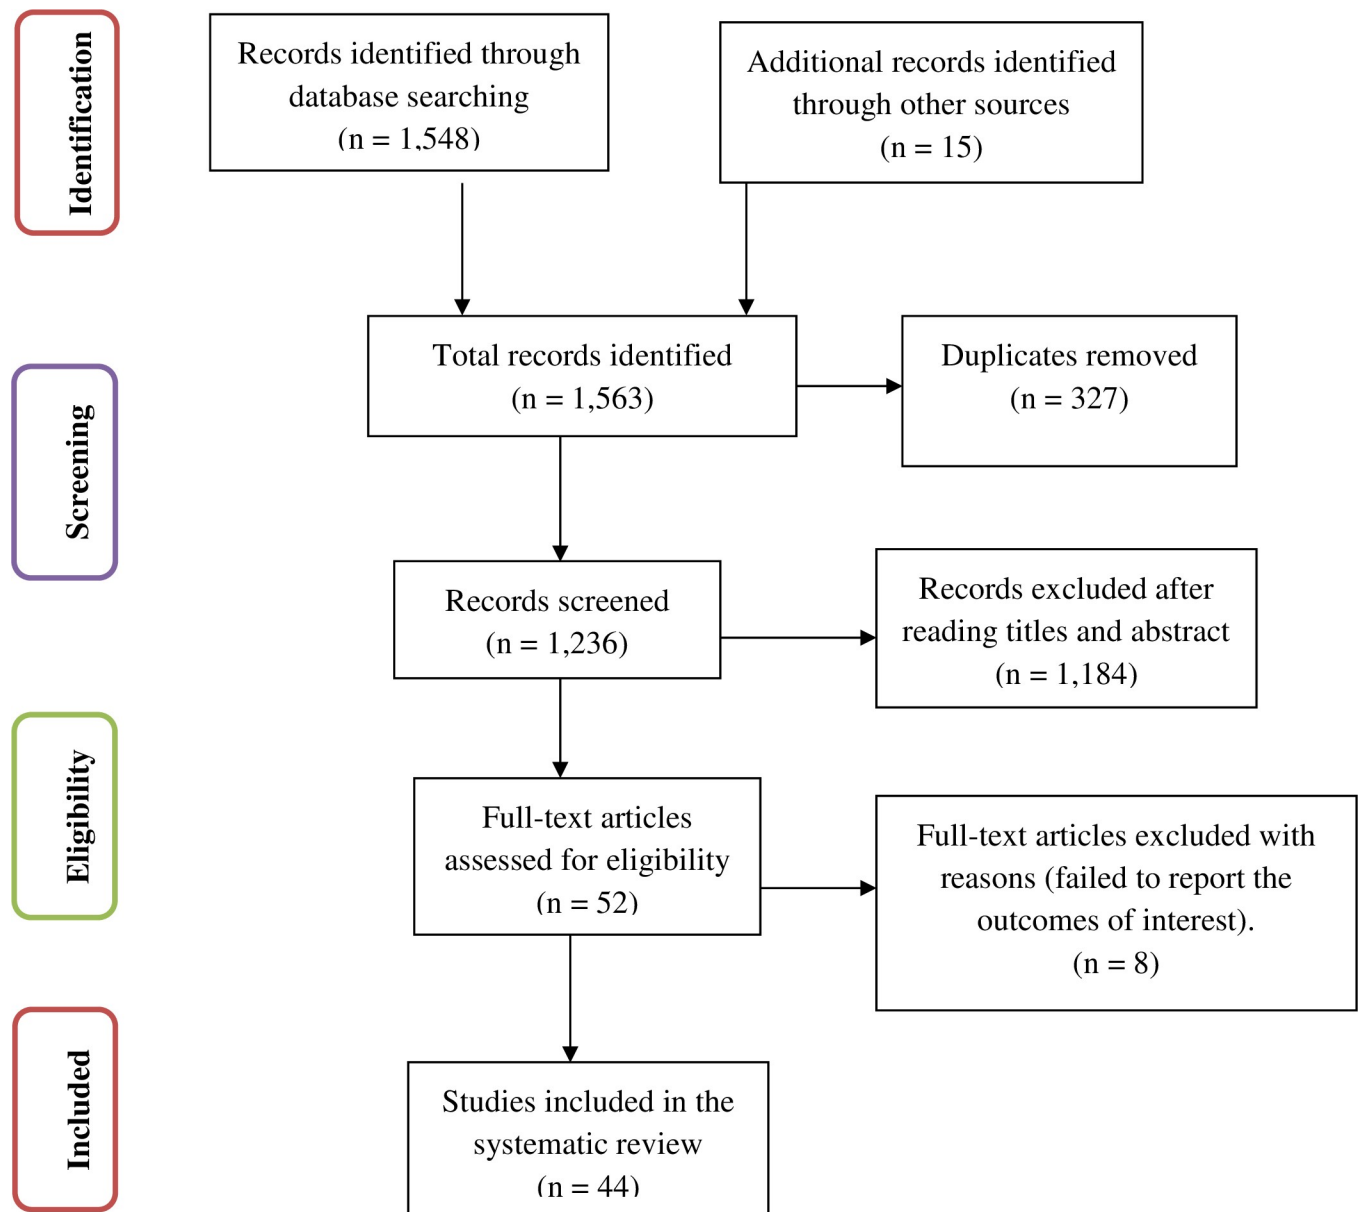 Identification
Records identified through
database searching
(n = 1,548)
Additional records identified
through other sources
(n = 15)
Screening
Total records identified
(n = 1,563)
Duplicates removed
(n = 327)
Records screened
(n = 1,236)
Records excluded after
reading titles and abstract
(n = 1,184)
Eligibility
Full-text articles
assessed for eligibility
(n = 52)
Full-text articles excluded with
reasons (failed to report the
outcomes of interest).
(n = 8)
Included
Studies included in the
systematic review
(n = 44)